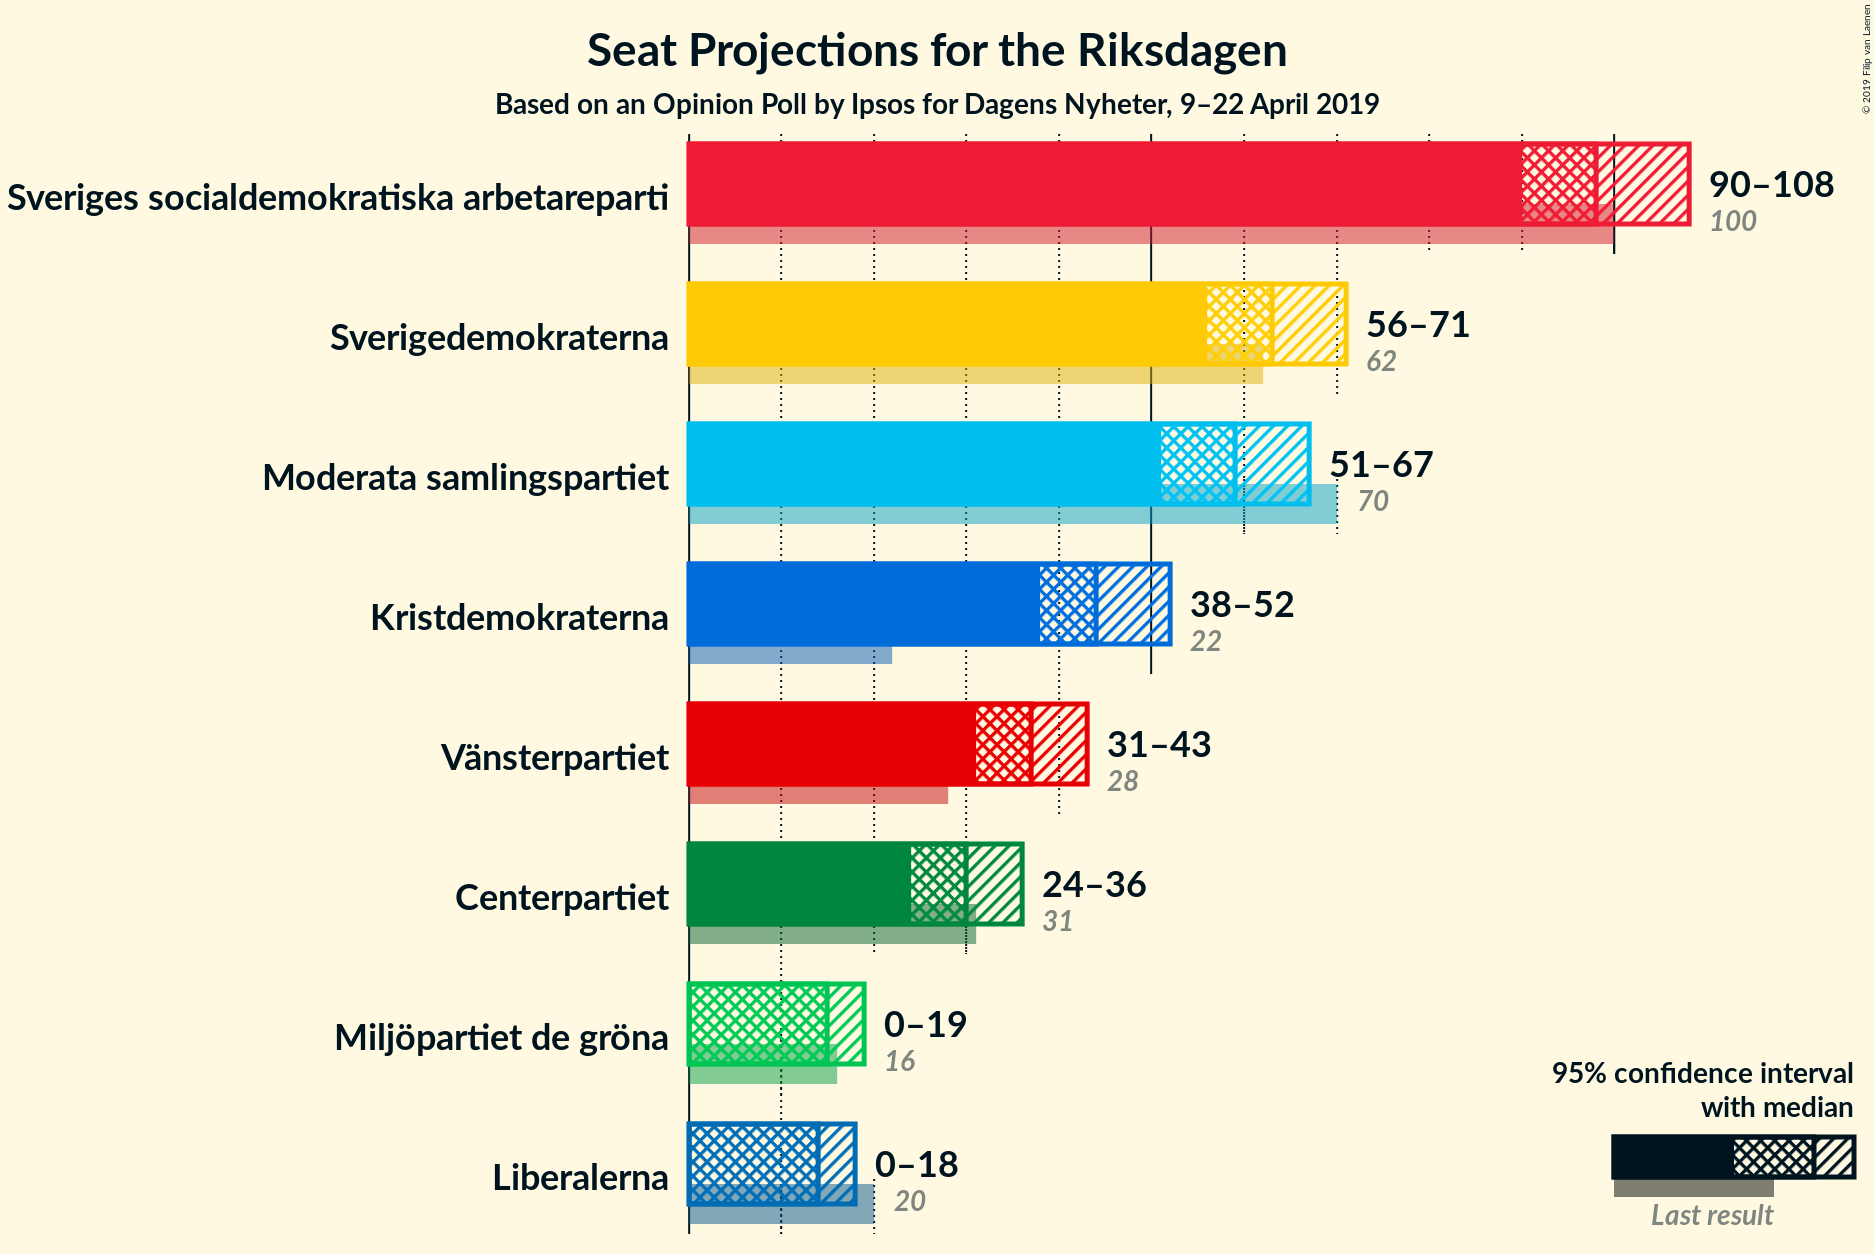 Seat Projections for the Riksdagen
Based on an Opinion Poll by Ipsos for Dagens Nyheter, 9–22 April 2019
© 2019 Filip van Laenen
Sveriges socialdemokratiska arbetareparti
90–108
100
Sverigedemokraterna
56–71
62
Moderata samlingspartiet
51–67
70
Kristdemokraterna
38–52
22
Vänsterpartiet
31–43
28
Centerpartiet
24–36
31
Miljöpartiet de gröna
0–19
16
Liberalerna
0–18
20
95% confidence interval
with median
Last result